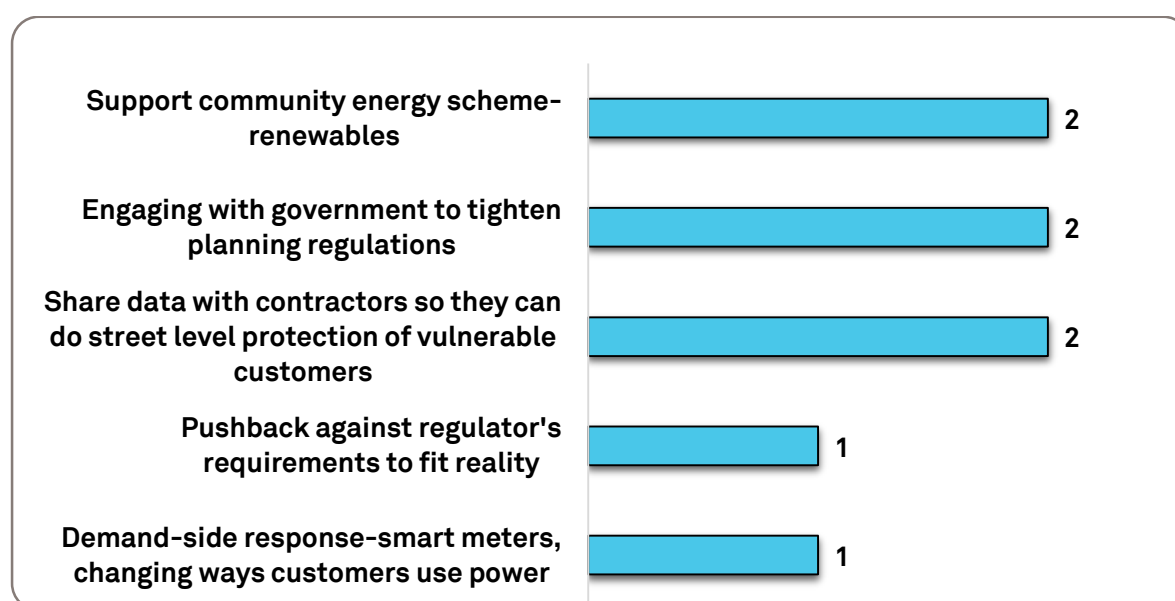 Support community energy scheme-
renewables
2
Engaging with government to tighten
planning regulations
2
Share data with contractors so they can
do street level protection of vulnerable
customers
2
Pushback against regulator's
requirements to fit reality
1
Demand-side response-smart meters,
changing ways customers use power
1